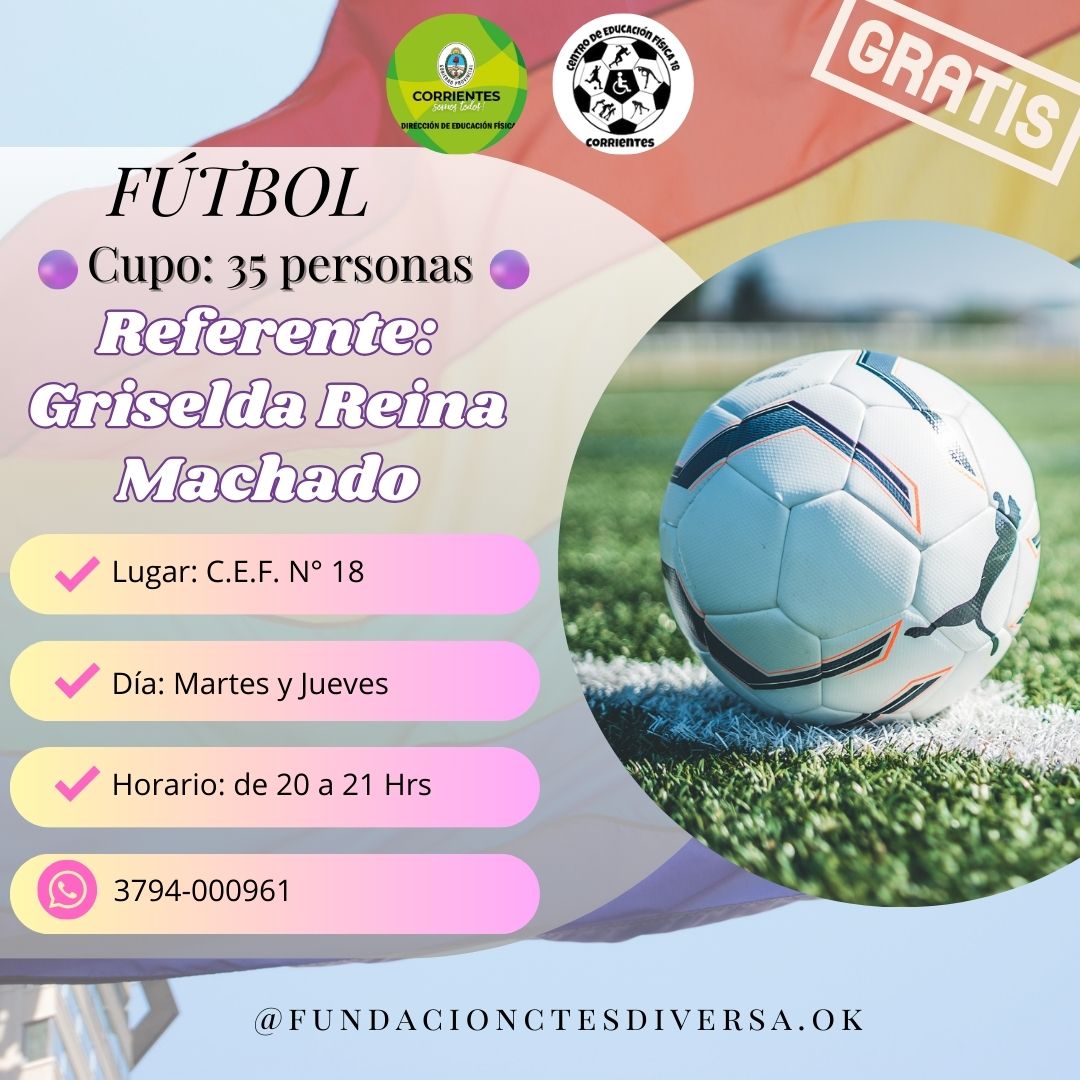 CORRIENTES
somos todos!
DIRECCIÓN DE EDUCACIÓN FÍSICA
CENTRO DE EDUCACIÓN FÍSICA 18
CORRIENTES
GRATIS
FÚTBOL
Cupo: 35 personas
Referente:
Griselda Reina
Machado
Lugar: C.E.F. N° 18
Día: Martes y Jueves
Horario: de 20 a 21 Hrs
3794-000961
@FUNDACIONCTESDIVERSA.OK